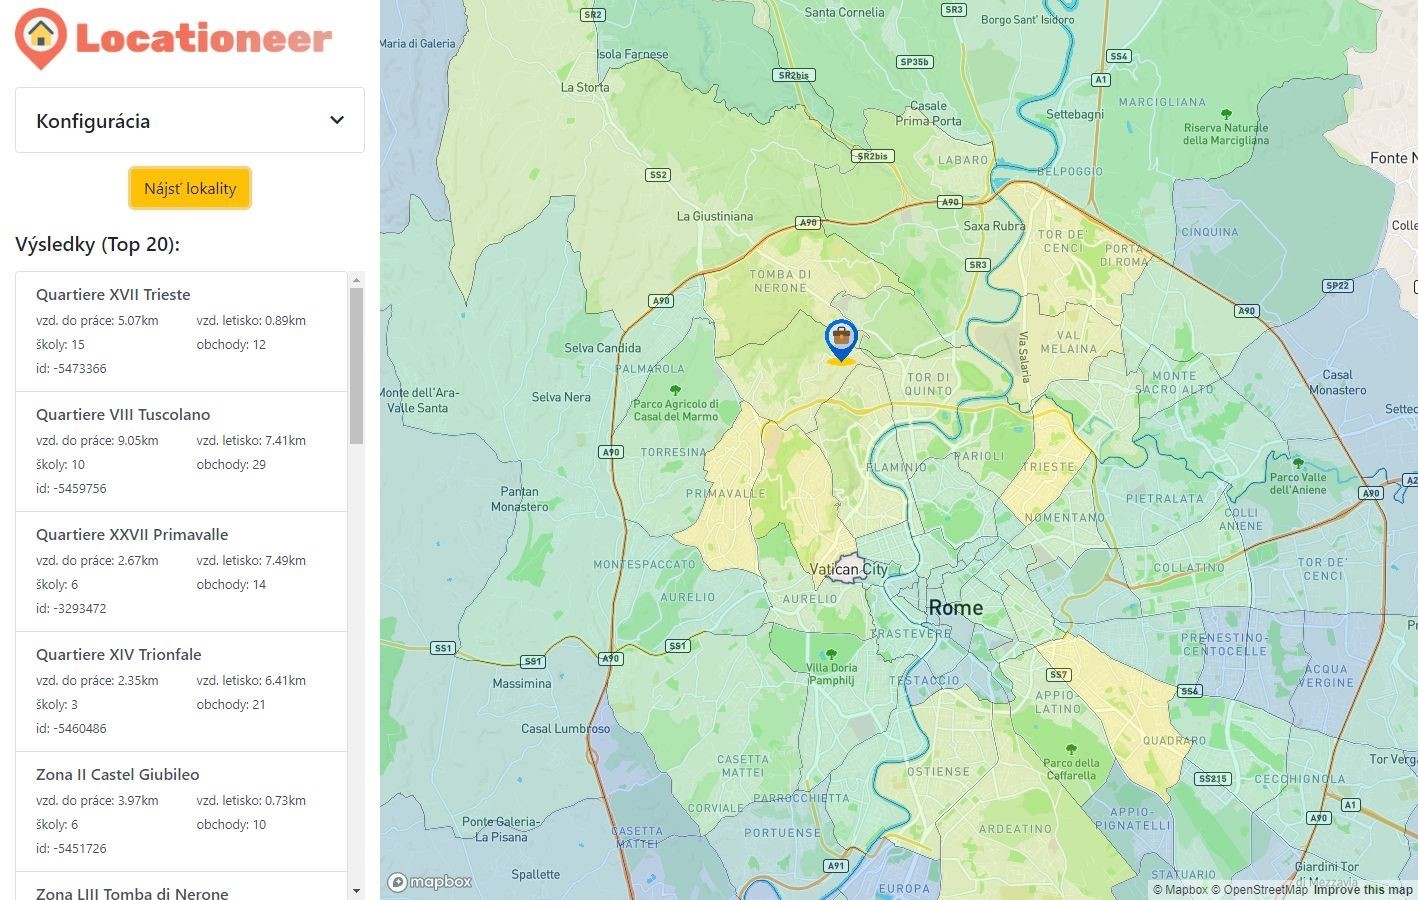 Locationeer
Konfigurácia
Nájsť lokality
Výsledky (Top 20):
Quartiere XVII Trieste
vzd. do práce: 5.07km vzd. letisko: 0.89km
školy: 15 obchody: 12
id: -5473366
Quartiere VIII Tuscolano
vzd. do práce: 9.05km vzd. letisko: 7.41km
školy: 10 obchody: 29
id: -5459756
Quartiere XXVII Primavalle
vzd. do práce: 2.67km vzd. letisko: 7.49km
školy: 6 obchody: 14
id: -3293472
Quartiere XIV Trionfale
vzd. do práce: 2.35km vzd. letisko: 6.41km
školy: 3 obchody: 21
id: -5460486
Zona II Castel Giubileo
vzd. do práce: 3.97km vzd. letisko: 0.73km
školy: 6 obchody: 10
id: -5451726
Zona LIII Tomba di Nerone
SR2
Santa Cornelia
SR3
Borgo Sant' Isidoro
Maria di Galeria
Isola Farnese
SS4
SP35b
SR2bis
A1
La Storta
MARCIGLIANA
Casale
Prima Porta
Settebagni
Riserva Naturale
della Marcigliana
SR2bis
LABARO
Fonte N
SS2
BELPOGGIO
A90
La Giustiniana
A90
Saxa Rubra
Colle
CINQUINA
TOR DE'
CENCI
PORTA
DI ROMA
SR3
TOMBA DI
NERONE
SP22
A90
A90
Via Salaria
VAL
MELAINA
Selva Candida
PALMAROLA
TOR DI
QUINTO
MONTE
SACRO ALTO
Casal
Monastero
Monte dell'Ara-
Valle Santa
Selva Nera
Parco Agricolo di
Casal del Marmo
Settec
A90
TORRESINA
FLAMINIO
PARIOLI
TRIESTE
Parco Valle
dell'Aniene
A2
Pantan
Monastero
PRIMAVALLE
PIETRALATA
A90
NOMENTANO
COLLI
ANIENE
MONTESPACCATO
Vatican City
COLLATINO
TOR DE'
CENCI
AURELIO
AURELIO
Rome
Pr
TRASTEVERE
PRENESTINO-
CENTOCELLE
SS1
SS1
A90
SS1
Villa Doria
Pamphilj
TESTACCIO
SS7
ACQUA
VERGINE
Massimina
SS6
APPIO-
LATINO
Casal Lumbroso
QUADRARO
Parco della
Caffarella
Tor Verga
CASETTA
MATTEI
OSTIENSE
SS215
CECCHIGNOLA
CORVIALE
PARROCCHIETTA
A1
Ponte Galeria-
La Pisana
CASETTA
MATTEI
PORTUENSE
ARDEATINO
APPIO-
PIGNATELLI
A90
A91
Giardini Tor
di Mezzavia
Spallette
EUROPA
STATUARIO
mapbox
© Mapbox © OpenStreetMap Improve this map